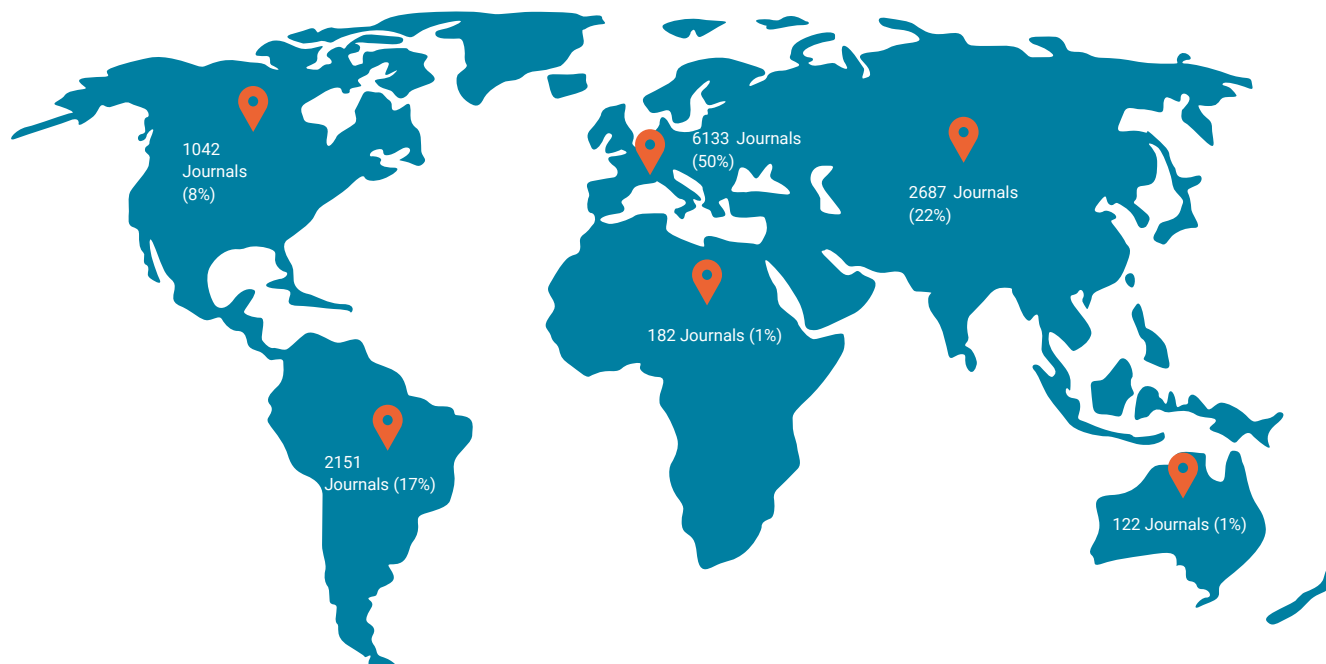 1042
Journals
(8%)
6133 Journals
(50%)
2687 Journals
(22%)
182 Journals (1%)
2151
Journals (17%)
122 Journals (1%)